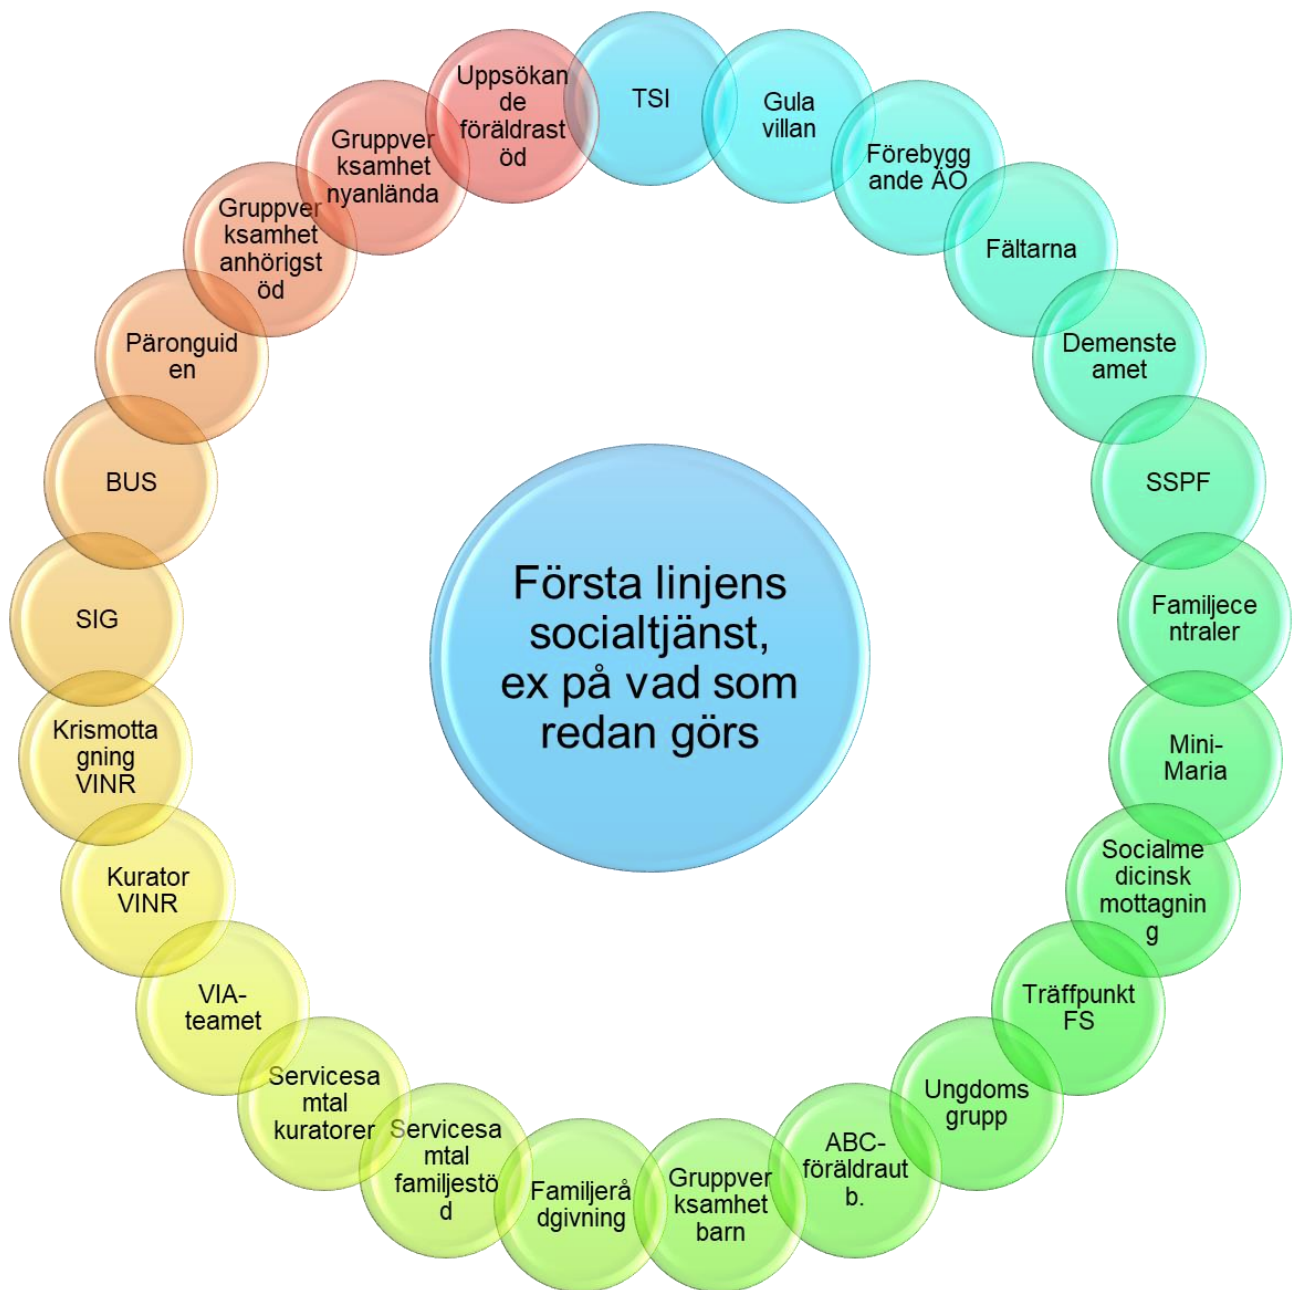 Första linjens
socialtjänst,
ex på vad som
redan görs
TSI
Gula
villan
Förebygg
ande ÄO
Fältarna
Demenste
amet
SSPF
Familjece
ntraler
Mini-
Maria
Socialme
dicinsk
mottagnin
g
Träffpunkt
FS
Ungdoms
grupp
ABC-
föräldraut
b.
Gruppver
ksamhet
barn
Familjerå
dgivning
Servicesa
mtal
familjestö
d
Servicesa
mtal
kuratorer
VIA-
teamet
Kurator
VINR
Krismotta
gning
VINR
SIG
BUS
Päronguid
en
Gruppver
ksamhet
anhörigst
öd
Gruppver
ksamhet
nyanlända
Uppsökan
de
föräldrast
öd